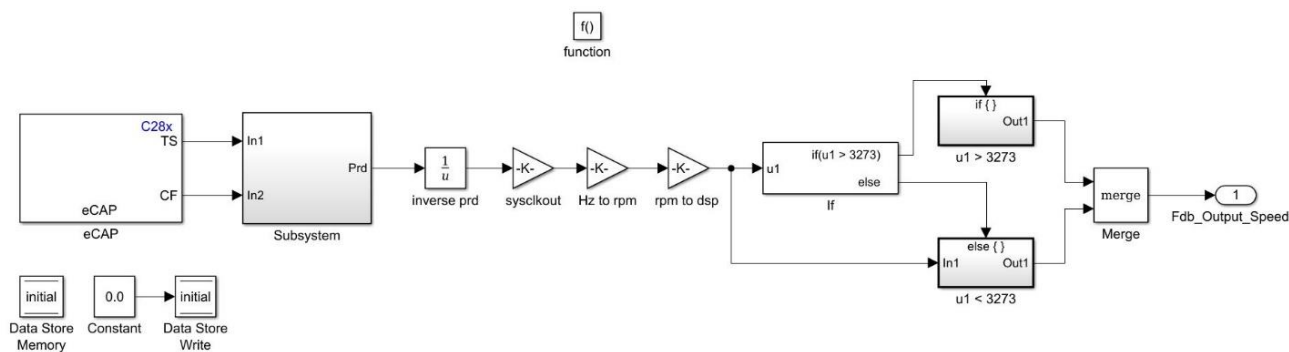 f()
function
C28x
TS
CF
eCAP
eCAP
In1
In2
Prd
Subsystem
1
u
inverse prd
-K-
sysclkout
-K-
Hz to rpm
-K-
rpm to dsp
u1
if(u1 > 3273)
else
If
if { }
Out1
u1 > 3273
else { }
In1
Out1
u1 < 3273
merge
Merge
1
Fdb_Output_Speed
initial
Data Store
Memory
0.0
Constant
initial
Data Store
Write